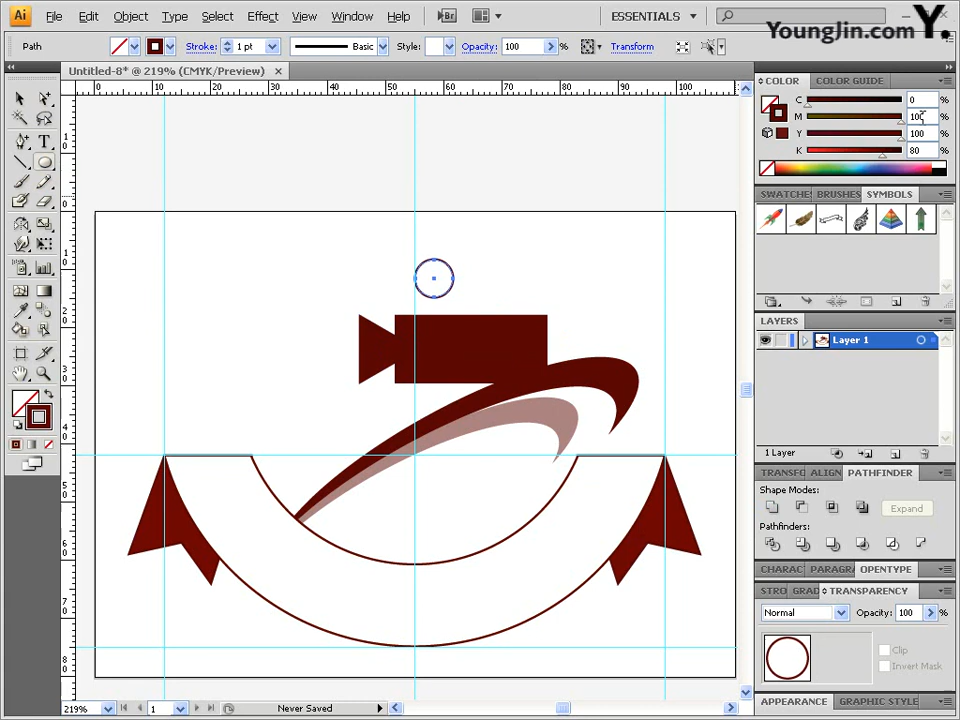 Ai File Edit Object Type Select Effect View Window Help Br ESSENTIALS
YoungJin.com Y.
Path Stroke: 1 pt Basic Style: Opacity: 100 % Transform
Untitled-8* @ 219% (CMYK/Preview) ×
0 10 20 30 40 50 60 70 80 90 100
COLOR COLOR GUIDE
C 0 %
M 100 %
Y 100 %
K 80 %
SWATCHE BRUSHES SYMBOLS
LAYERS
Layer 1
1 Layer
TRANSFO ALIGN PATHFINDER
Shape Modes:
Expand
Pathfinders:
CHARAC PARAGRA OPENTYPE
STRO GRAD TRANSPARENCY
Normal Opacity: 100
Clip
Invert Mask
APPEARANCE GRAPHIC STYLE
219% 1 Never Saved